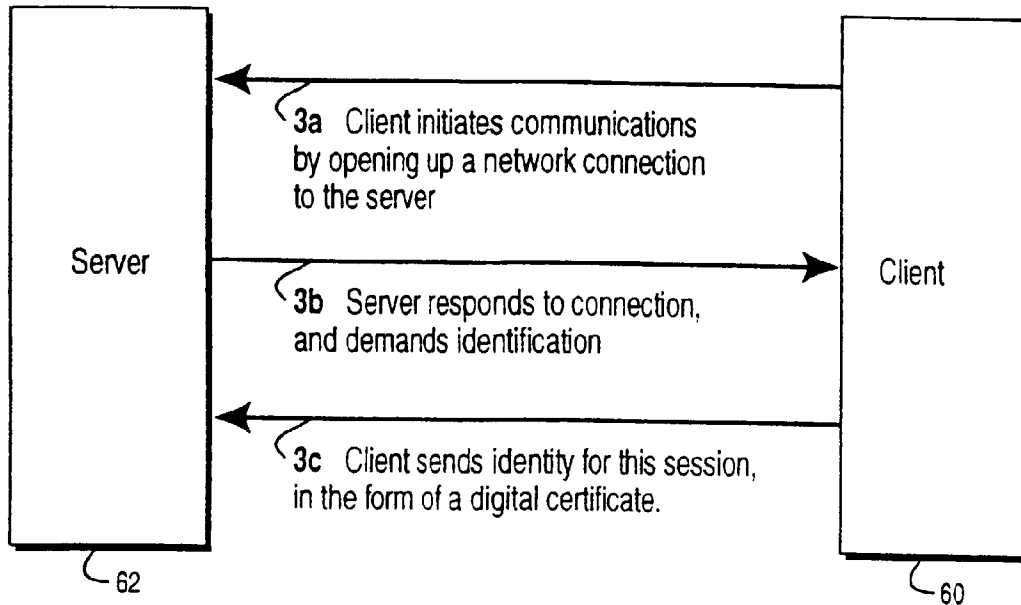 3a Client initiates communications
by opening up a network connection
to the server
Server
Client
3b Server responds to connection,
and demands identification
3c Client sends identity for this session,
in the form of a digital certificate.
62
60